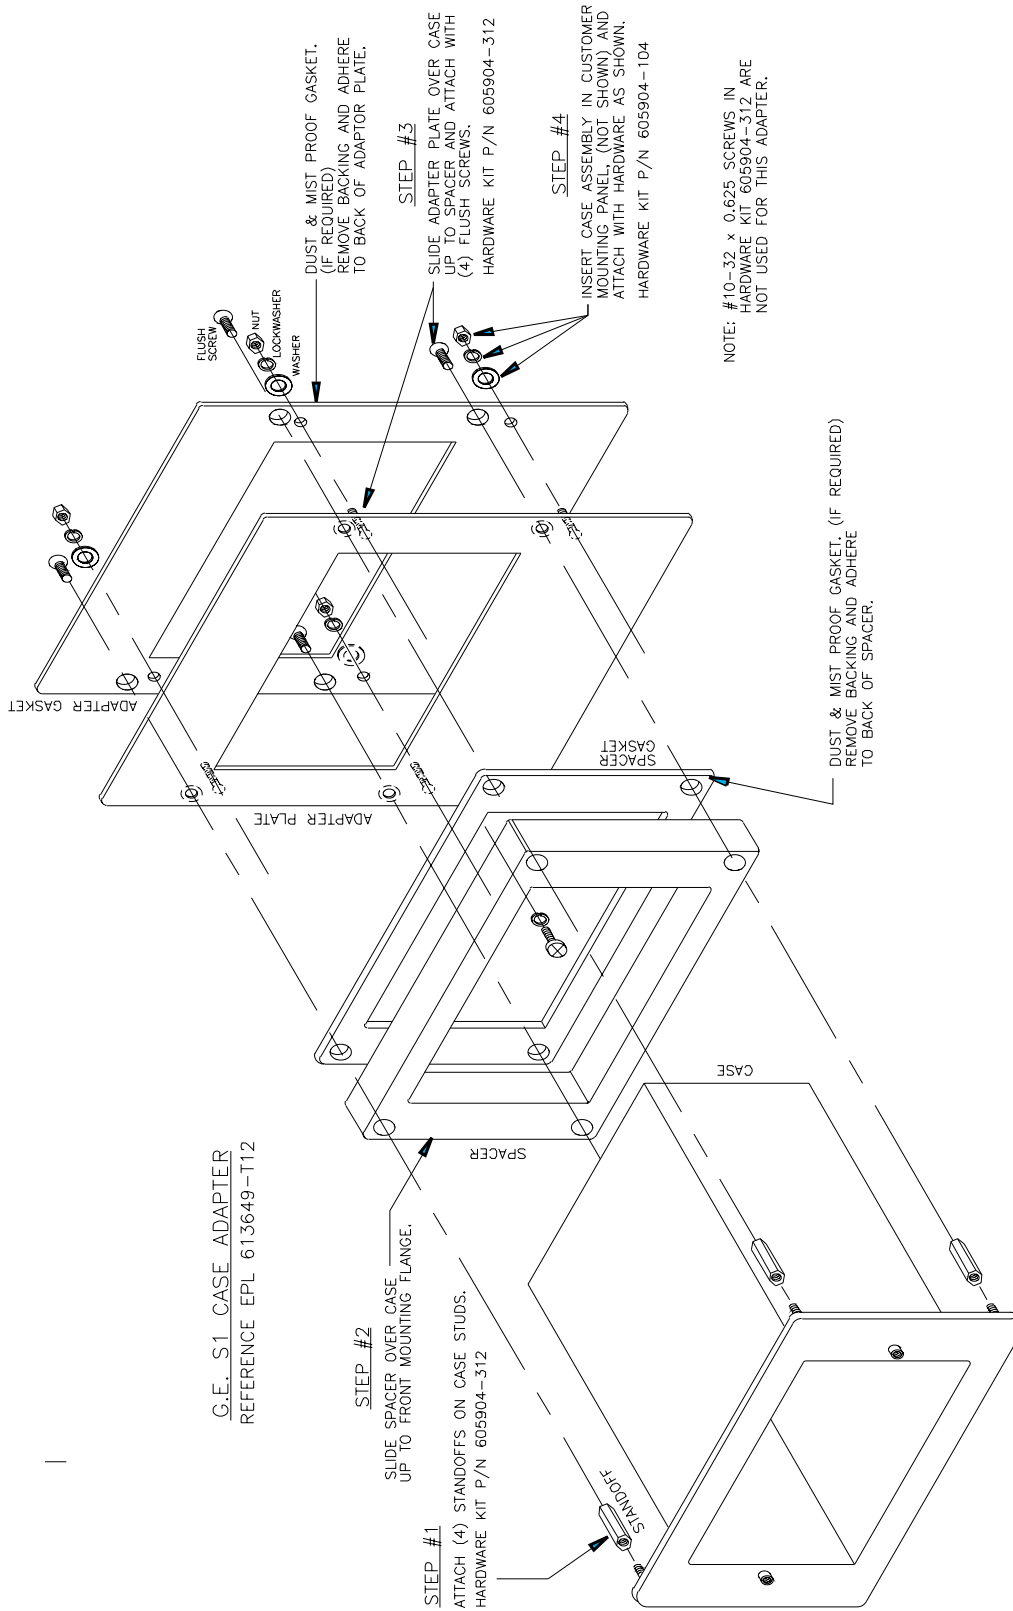 G.E. S1 CASE ADAPTER
REFERENCE EPL 613649-T12
STEP #1
ATTACH (4) STANDOFFS ON CASE STUDS.
HARDWARE KIT P/N 605904-312
STANDOFF
STEP #2
SLIDE SPACER OVER CASE
UP TO FRONT MOUNTING FLANGE.
SPACER
CASE
SPACER
GASKET
DUST & MIST PROOF GASKET. (IF REQUIRED)
REMOVE BACKING AND ADHERE
TO BACK OF SPACER.
ADAPTER PLATE
ADAPTER GASKET
FLUSH
SCREW
NUT
LOCKWASHER
WASHER
DUST & MIST PROOF GASKET.
(IF REQUIRED)
REMOVE BACKING AND ADHERE
TO BACK OF ADAPTOR PLATE.
STEP #3
SLIDE ADAPTER PLATE OVER CASE
UP TO SPACER AND ATTACH WITH
(4) FLUSH SCREWS.
HARDWARE KIT P/N 605904-312
STEP #4
INSERT CASE ASSEMBLY IN CUSTOMER
MOUNTING PANEL, (NOT SHOWN) AND
ATTACH WITH HARDWARE AS SHOWN.
HARDWARE KIT P/N 605904-104
NOTE: #10-32 x 0.625 SCREWS IN
HARDWARE KIT 605904-312 ARE
NOT USED FOR THIS ADAPTER.